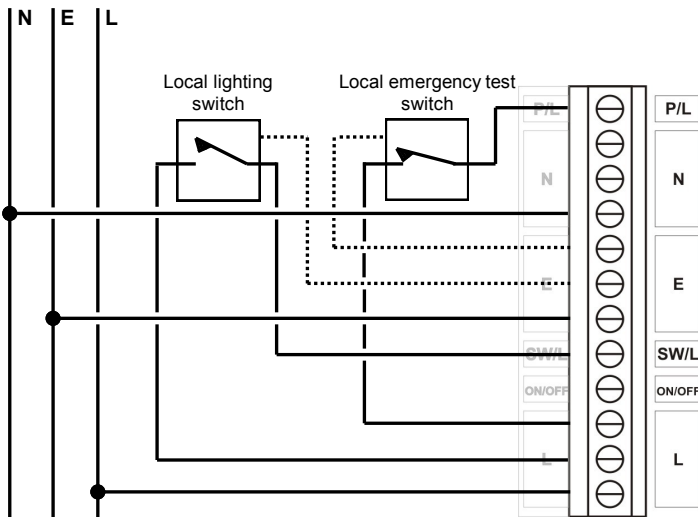 N E L
Local lighting
switch
Local emergency test
switch
P/L P/L
N N
E E
SW/L SW/L
ON/OFF ON/OFF
L L